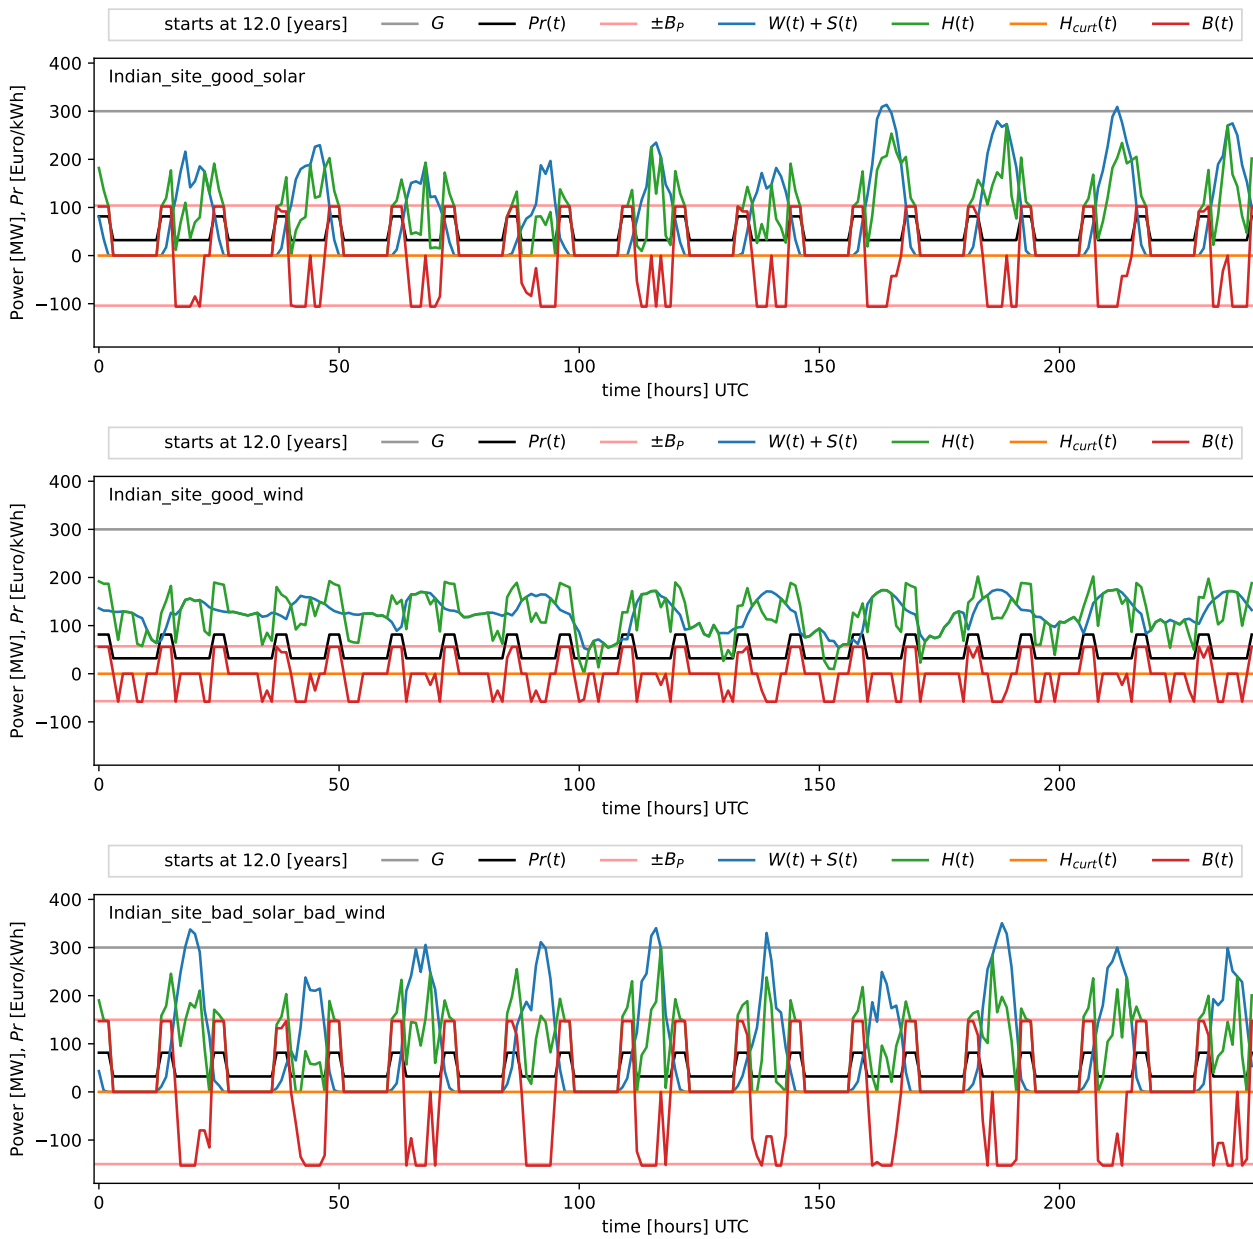 starts at 12.0 [years] G Pr(t) ±B_P W(t) + S(t) H(t) H_curt(t) B(t)
Indian_site_good_solar
Power [MW], Pr [Euro/kWh]
400
300
200
100
0
−100
0 50 100 150 200
time [hours] UTC
starts at 12.0 [years] G Pr(t) ±B_P W(t) + S(t) H(t) H_curt(t) B(t)
Indian_site_good_wind
Power [MW], Pr [Euro/kWh]
400
300
200
100
0
−100
0 50 100 150 200
time [hours] UTC
starts at 12.0 [years] G Pr(t) ±B_P W(t) + S(t) H(t) H_curt(t) B(t)
Indian_site_bad_solar_bad_wind
Power [MW], Pr [Euro/kWh]
400
300
200
100
0
−100
0 50 100 150 200
time [hours] UTC